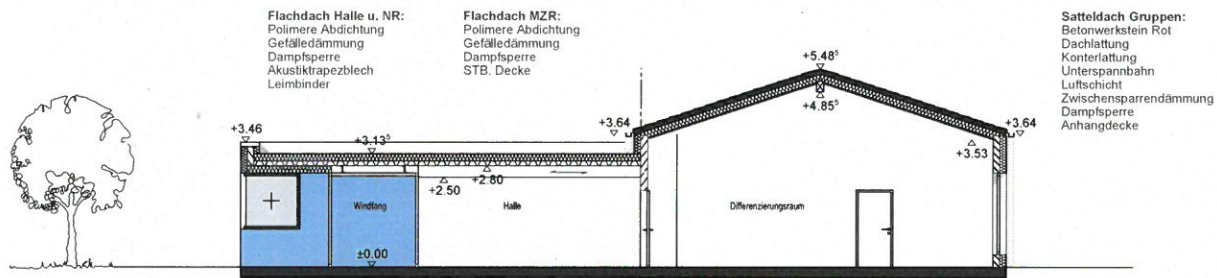 Flachdach Halle u. NR:
Polimere Abdichtung
Gefälledämmung
Dampfsperre
Akustiktrapezblech
Leimbinder
Flachdach MZR:
Polimere Abdichtung
Gefälledämmung
Dampfsperre
STB. Decke
Satteldach Gruppen:
Betonwerkstein Rot
Dachlattung
Konterlattung
Unterspannbahn
Luftschicht
Zwischensparrendämmung
Dampfsperre
Anhangdecke
+5.48⁵
+4.85⁵
+3.46
+3.13⁵
+3.64
+3.64
+3.53
+2.50
+2.80
Windfang
Halle
Differenzierungsraum
±0.00